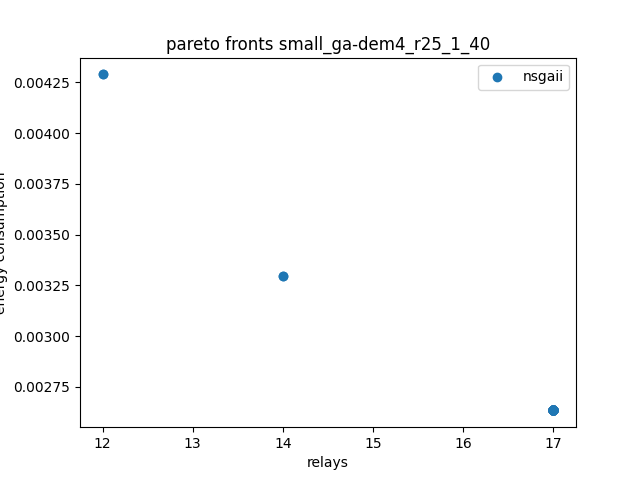 pareto fronts small_ga-dem4_r25_1_40
nsgaii
0.00425
0.00400
0.00375
0.00350
0.00325
0.00300
0.00275
energy consumption
12 13 14 15 16 17
relays